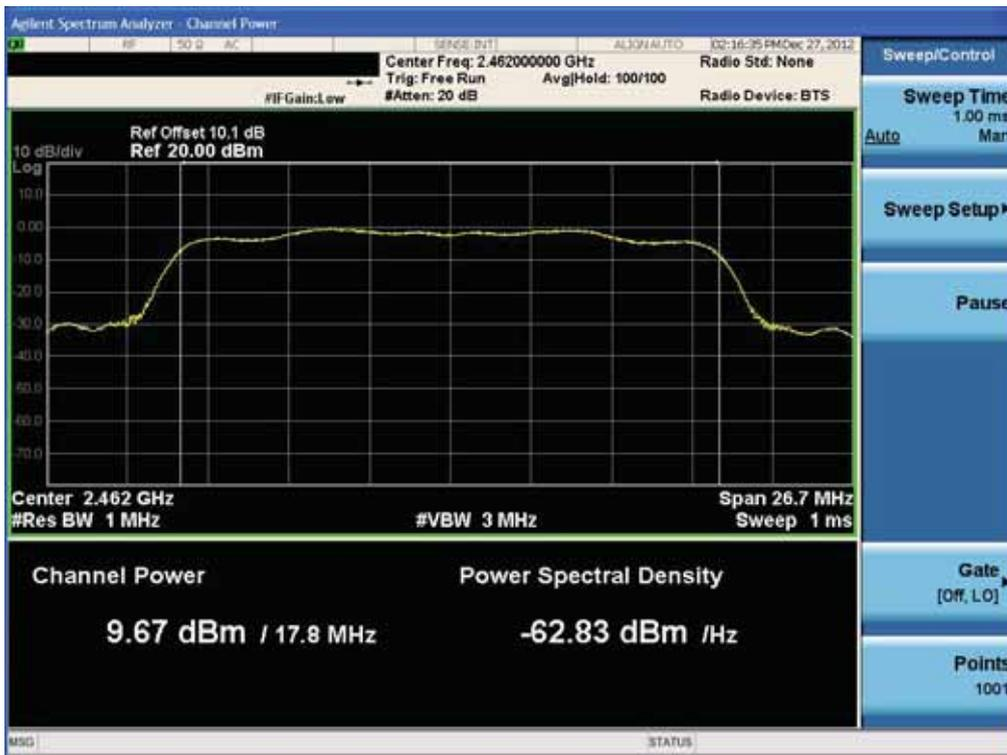 Agilent Spectrum Analyzer - Channel Power
RF 50 Ω AC SENSE:INT ALIGN AUTO 02:16:35 PM Dec 27, 2012
Center Freq: 2.462000000 GHz Radio Std: None
Trig: Free Run Avg|Hold: 100/100
#IFGain:Low #Atten: 20 dB Radio Device: BTS
Ref Offset 10.1 dB
10 dB/div Ref 20.00 dBm
Log
10.0
0.00
-10.0
-20.0
-30.0
-40.0
-50.0
-60.0
-70.0
Center 2.462 GHz Span 26.7 MHz
#Res BW 1 MHz #VBW 3 MHz Sweep 1 ms
Channel Power Power Spectral Density
9.67 dBm / 17.8 MHz -62.83 dBm /Hz
MSG STATUS
Sweep/Control
Sweep Time
1.00 ms
Auto Man
Sweep Setup
Pause
Gate
[Off, LO]
Points
1001